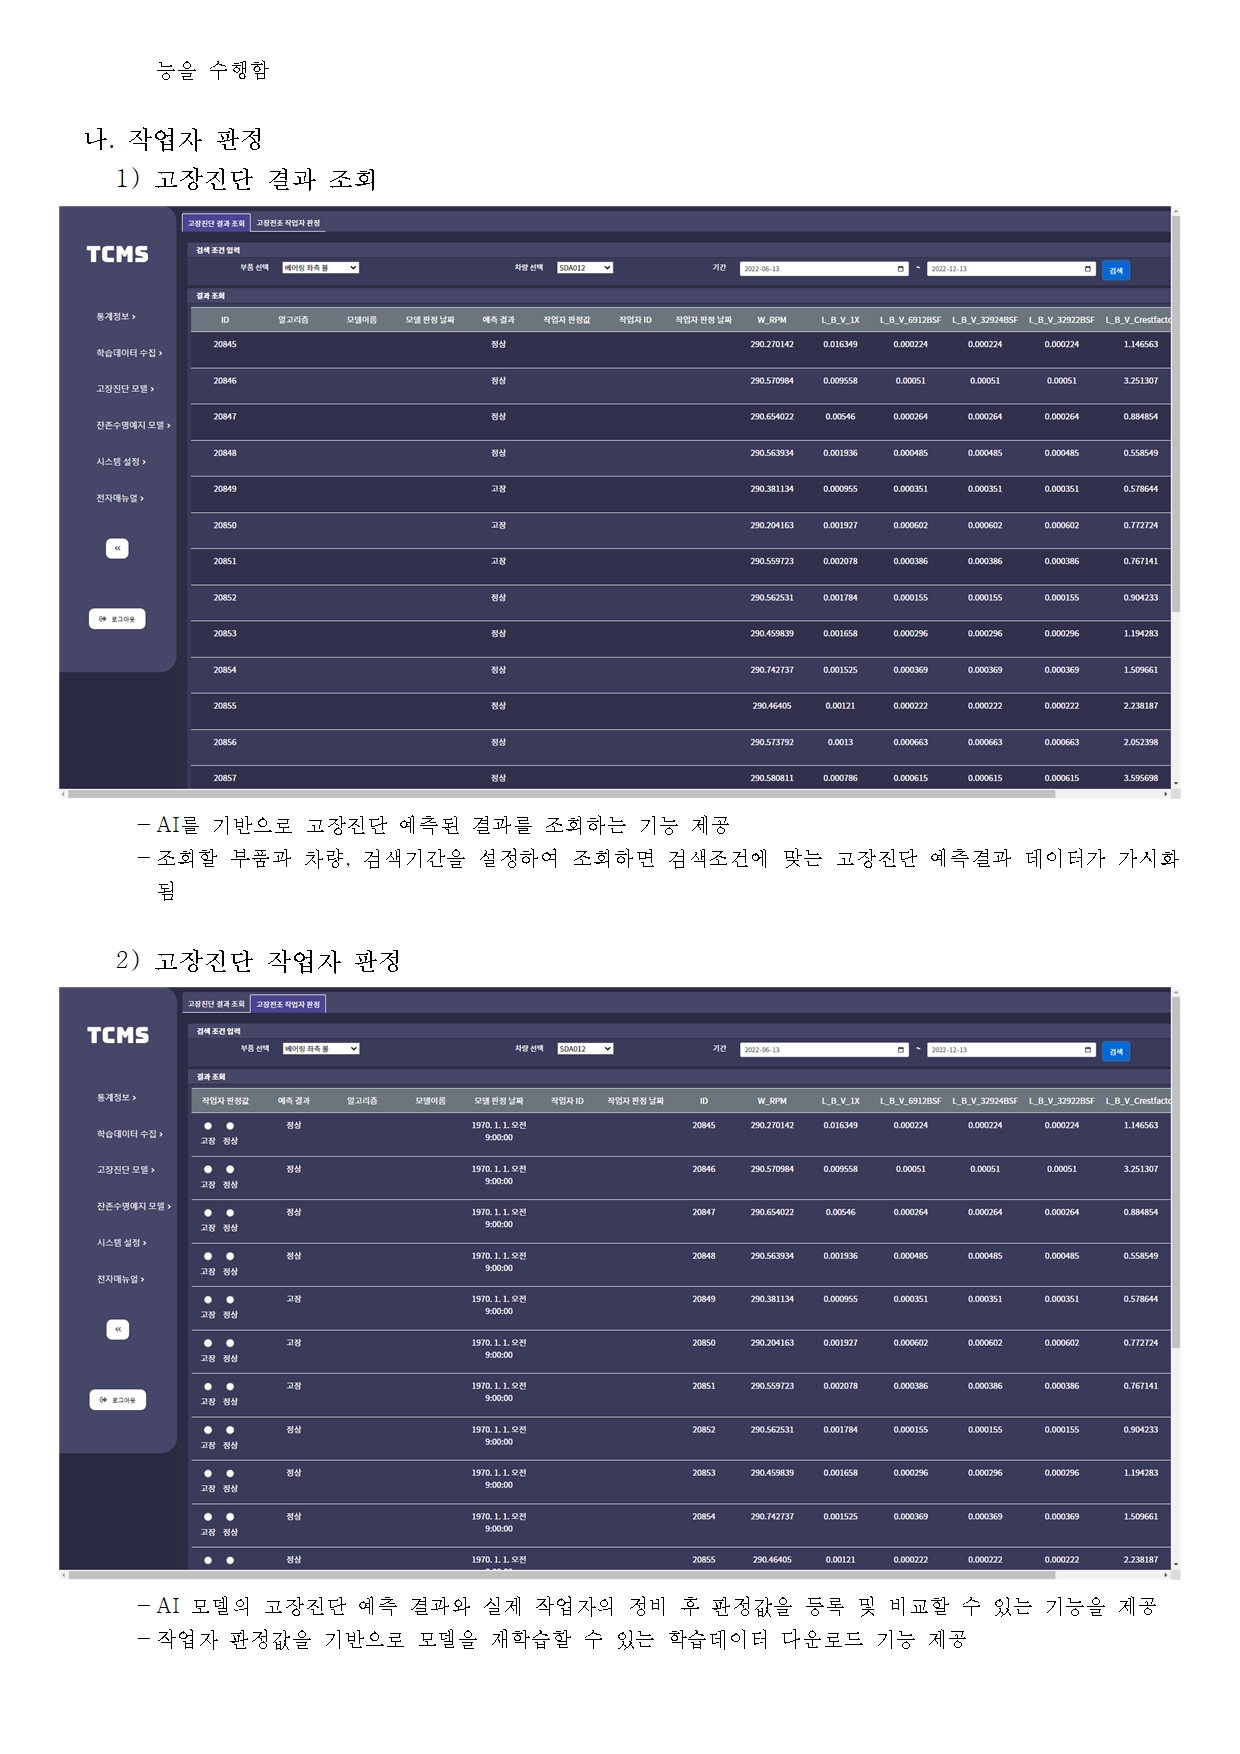 능을 수행함
나. 작업자 판정
1) 고장진단 결과 조회
고장진단 결과 조회 고장전조 작업자 판정
TCMS
검색 조건 입력
부품 선택 베어링 좌측 볼 차량 선택 SDA012 기간 2022-06-13 ~ 2022-12-13 검색
결과 조회
통계정보 >
학습데이터 수집 >
고장진단 모델 >
잔존수명예지 모델 >
시스템 설정 >
전자매뉴얼 >
«
로그아웃
ID 알고리즘 모델이름 모델 판정 날짜 예측 결과 작업자 판정값 작업자 ID 작업자 판정 날짜 W_RPM L_B_V_1X L_B_V_6912BSF L_B_V_32924BSF L_B_V_32922BSF L_B_V_Crestfacto
20845 정상 290.270142 0.016349 0.000224 0.000224 0.000224 1.146563
20846 정상 290.570984 0.009558 0.00051 0.00051 0.00051 3.251307
20847 정상 290.654022 0.00546 0.000264 0.000264 0.000264 0.884854
20848 정상 290.563934 0.001936 0.000485 0.000485 0.000485 0.558549
20849 고장 290.381134 0.000955 0.000351 0.000351 0.000351 0.578644
20850 고장 290.204163 0.001927 0.000602 0.000602 0.000602 0.772724
20851 고장 290.559723 0.002078 0.000386 0.000386 0.000386 0.767141
20852 정상 290.562531 0.001784 0.000155 0.000155 0.000155 0.904233
20853 정상 290.459839 0.001658 0.000296 0.000296 0.000296 1.194283
20854 정상 290.742737 0.001525 0.000369 0.000369 0.000369 1.509661
20855 정상 290.46405 0.00121 0.000222 0.000222 0.000222 2.238187
20856 정상 290.573792 0.0013 0.000663 0.000663 0.000663 2.052398
20857 정상 290.580811 0.000786 0.000615 0.000615 0.000615 3.595698
- AI를 기반으로 고장진단 예측된 결과를 조회하는 기능 제공
- 조회할 부품과 차량, 검색기간을 설정하여 조회하면 검색조건에 맞는 고장진단 예측결과 데이터가 가시화
됨
2) 고장진단 작업자 판정
고장진단 결과 조회 고장전조 작업자 판정
TCMS
검색 조건 입력
부품 선택 베어링 좌측 볼 차량 선택 SDA012 기간 2022-06-13 ~ 2022-12-13 검색
결과 조회
통계정보 >
학습데이터 수집 >
고장진단 모델 >
잔존수명예지 모델 >
시스템 설정 >
전자매뉴얼 >
«
로그아웃
작업자 판정값 예측 결과 알고리즘 모델이름 모델 판정 날짜 작업자 ID 작업자 판정 날짜 ID W_RPM L_B_V_1X L_B_V_6912BSF L_B_V_32924BSF L_B_V_32922BSF L_B_V_Crestfacto
정상 1970. 1. 1. 오전 20845 290.270142 0.016349 0.000224 0.000224 0.000224 1.146563
고장 정상 9:00:00
정상 1970. 1. 1. 오전 20846 290.570984 0.009558 0.00051 0.00051 0.00051 3.251307
고장 정상 9:00:00
정상 1970. 1. 1. 오전 20847 290.654022 0.00546 0.000264 0.000264 0.000264 0.884854
고장 정상 9:00:00
정상 1970. 1. 1. 오전 20848 290.563934 0.001936 0.000485 0.000485 0.000485 0.558549
고장 정상 9:00:00
고장 1970. 1. 1. 오전 20849 290.381134 0.000955 0.000351 0.000351 0.000351 0.578644
고장 정상 9:00:00
고장 1970. 1. 1. 오전 20850 290.204163 0.001927 0.000602 0.000602 0.000602 0.772724
고장 정상 9:00:00
고장 1970. 1. 1. 오전 20851 290.559723 0.002078 0.000386 0.000386 0.000386 0.767141
고장 정상 9:00:00
정상 1970. 1. 1. 오전 20852 290.562531 0.001784 0.000155 0.000155 0.000155 0.904233
고장 정상 9:00:00
정상 1970. 1. 1. 오전 20853 290.459839 0.001658 0.000296 0.000296 0.000296 1.194283
고장 정상 9:00:00
정상 1970. 1. 1. 오전 20854 290.742737 0.001525 0.000369 0.000369 0.000369 1.509661
고장 정상 9:00:00
정상 1970. 1. 1. 오전 20855 290.46405 0.00121 0.000222 0.000222 0.000222 2.238187
- AI 모델의 고장진단 예측 결과와 실제 작업자의 정비 후 판정값을 등록 및 비교할 수 있는 기능을 제공
- 작업자 판정값을 기반으로 모델을 재학습할 수 있는 학습데이터 다운로드 기능 제공